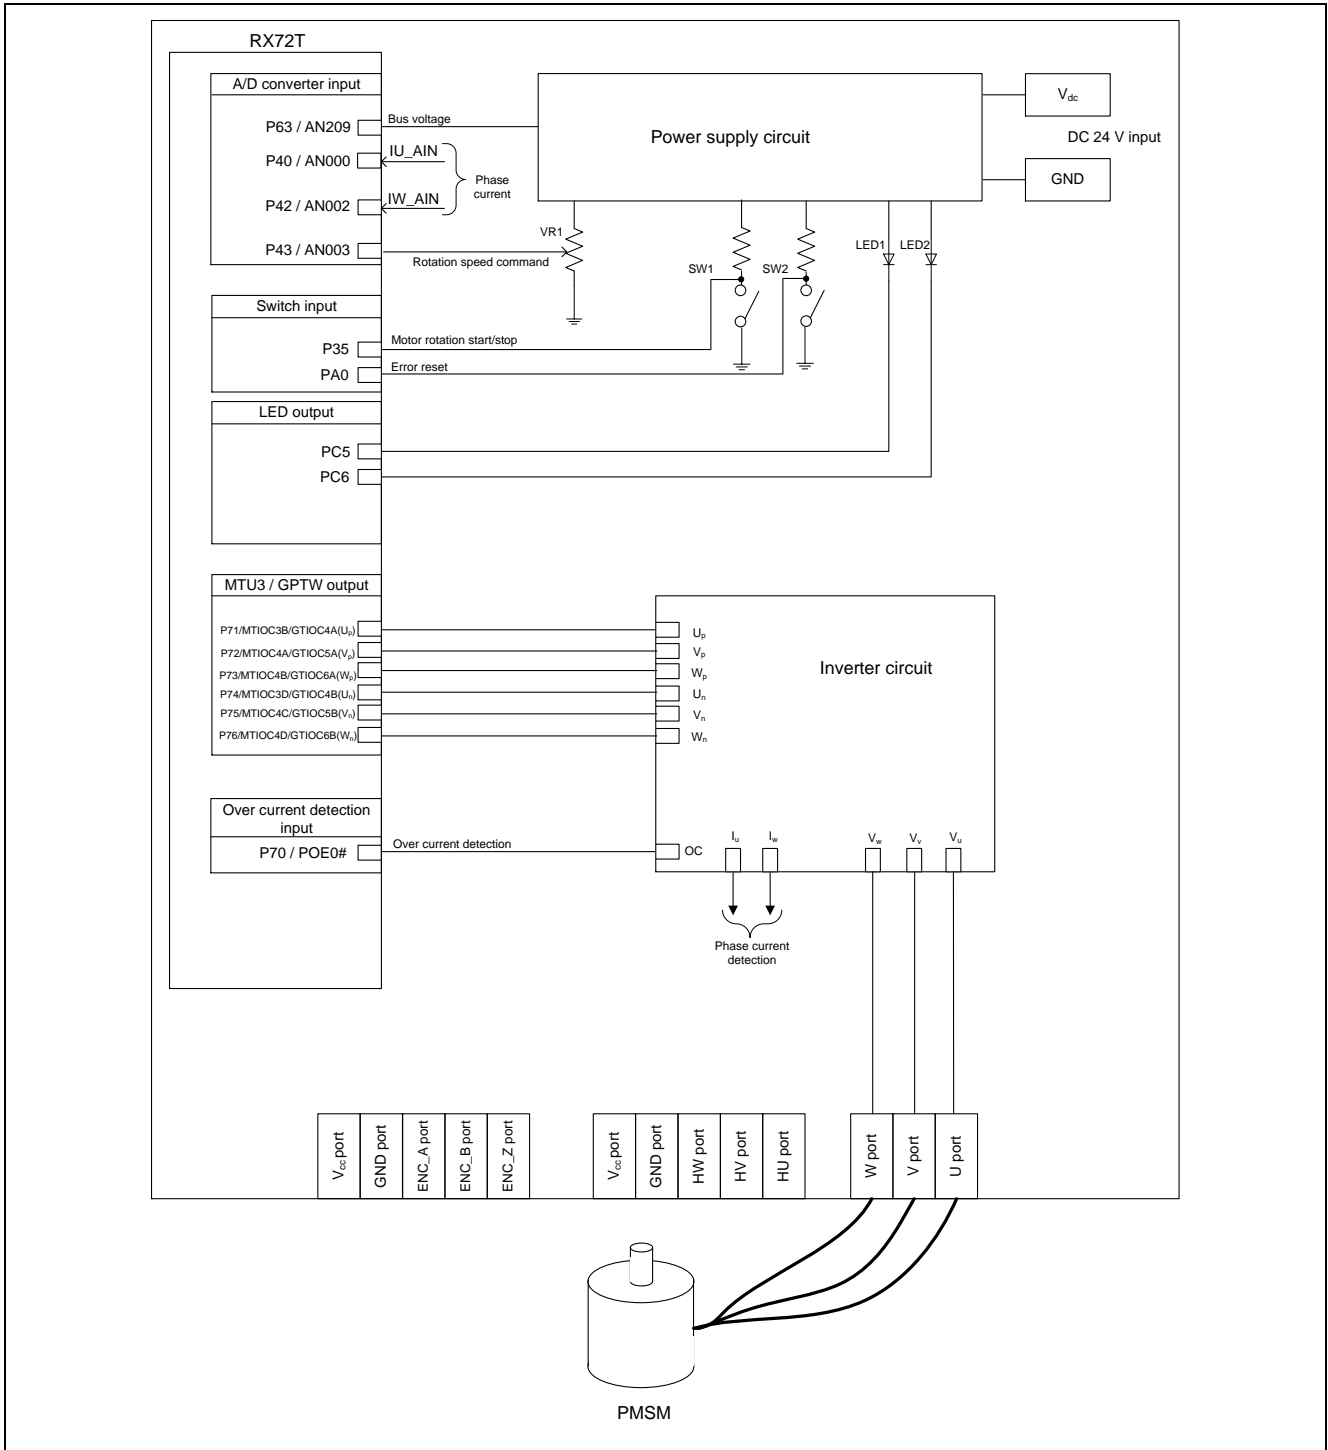 RX72T
A/D converter input
P63 / AN209
Bus voltage
P40 / AN000
IU_AIN
Phase
current
P42 / AN002
IW_AIN
P43 / AN003
Rotation speed command
VR1
Power supply circuit
Vdc
DC 24 V input
GND
SW1
SW2
LED1
LED2
Switch input
P35
Motor rotation start/stop
PA0
Error reset
LED output
PC5
PC6
MTU3 / GPTW output
P71/MTIOC3B/GTIOC4A(Up)
P72/MTIOC4A/GTIOC5A(Vp)
P73/MTIOC4B/GTIOC6A(Wp)
P74/MTIOC3D/GTIOC4B(Un)
P75/MTIOC4C/GTIOC5B(Vn)
P76/MTIOC4D/GTIOC6B(Wn)
Up
Vp
Wp
Un
Vn
Wn
Inverter circuit
Over current detection
input
P70 / POE0#
Over current detection
OC
Iu
Iw
Vw
Vv
Vu
Phase current
detection
Vcc port
GND port
ENC_A port
ENC_B port
ENC_Z port
Vcc port
GND port
HW port
HV port
HU port
W port
V port
U port
PMSM